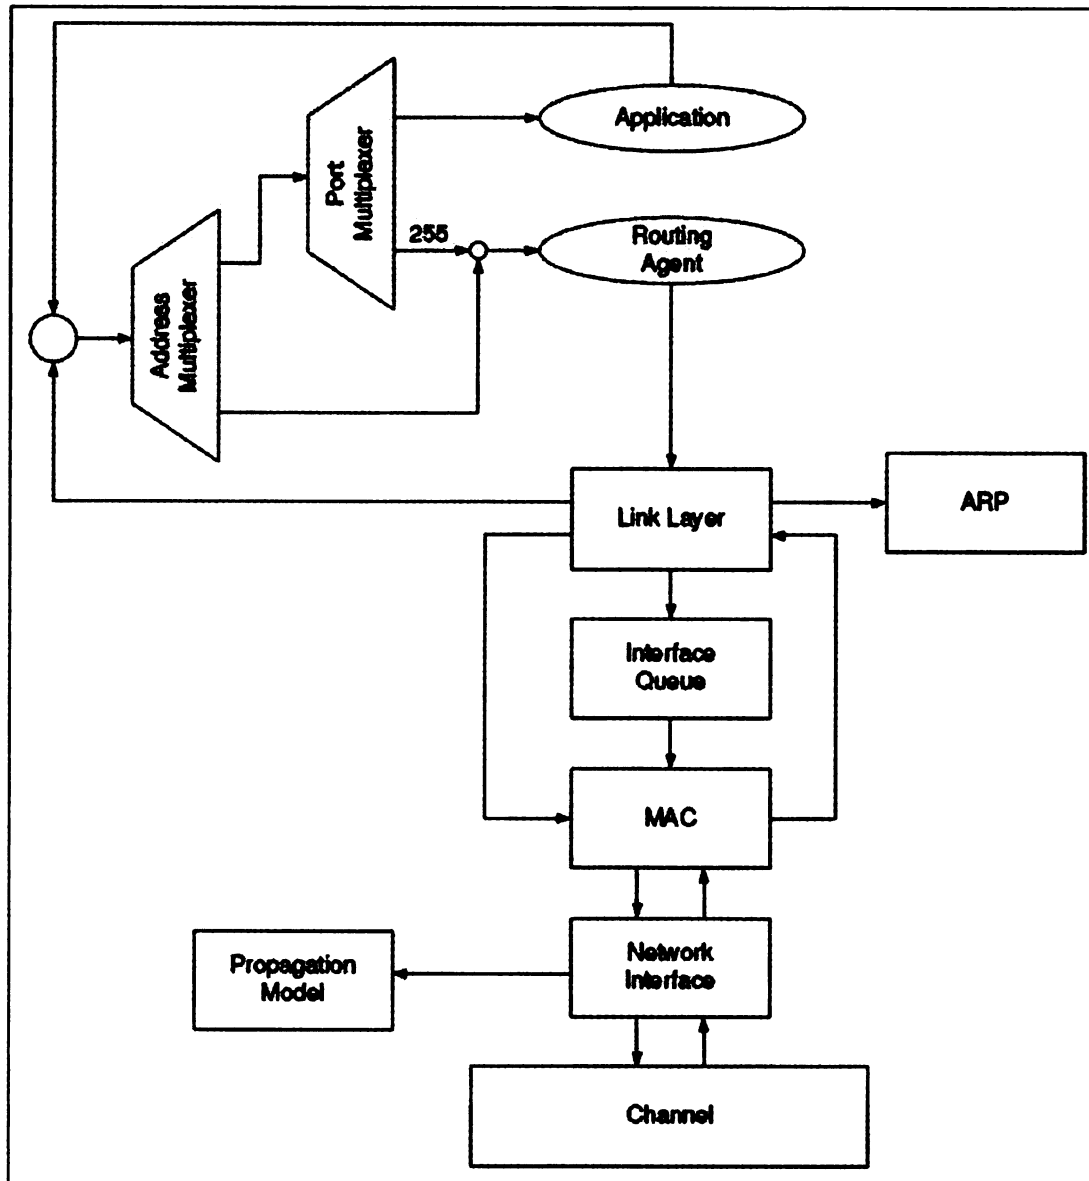 Application
Port
Multiplexer
255
Routing
Agent
Address
Multiplexer
Link Layer
ARP
Interface
Queue
MAC
Network
Interface
Propagation
Model
Channel